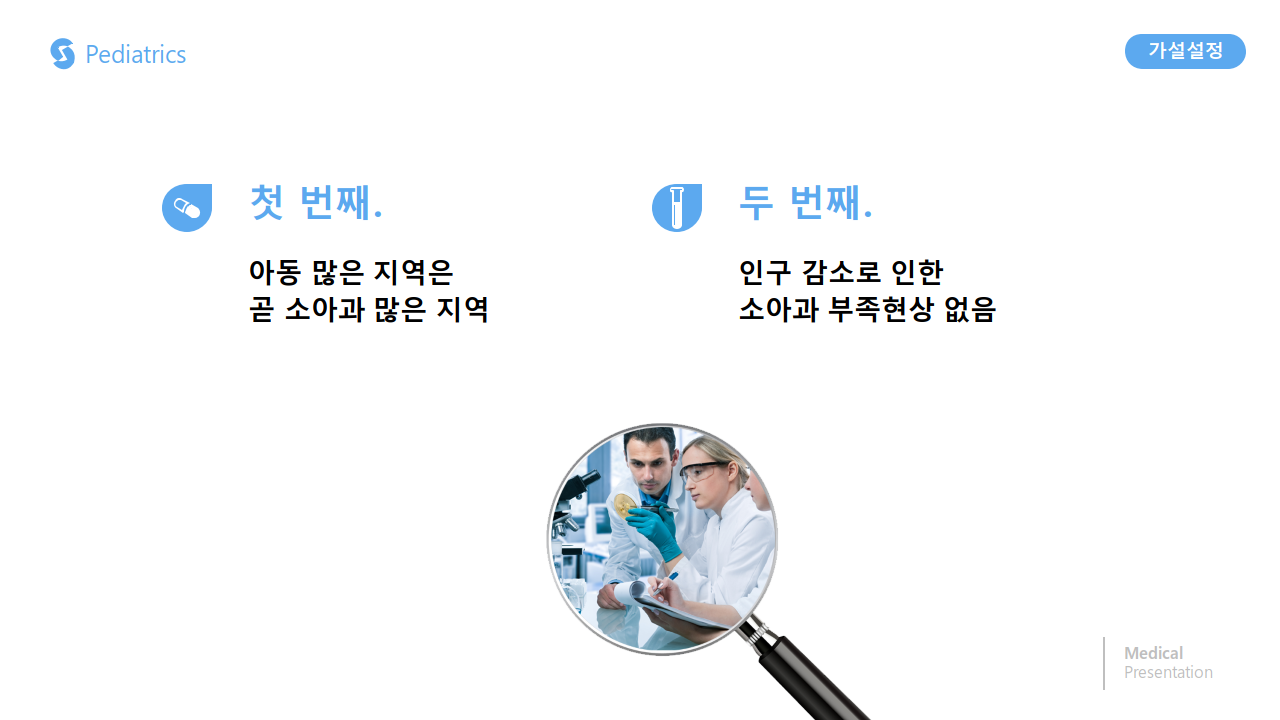 Pediatrics
가설설정
첫 번째.
아동 많은 지역은
곧 소아과 많은 지역
두 번째.
인구 감소로 인한
소아과 부족현상 없음
Medical
Presentation